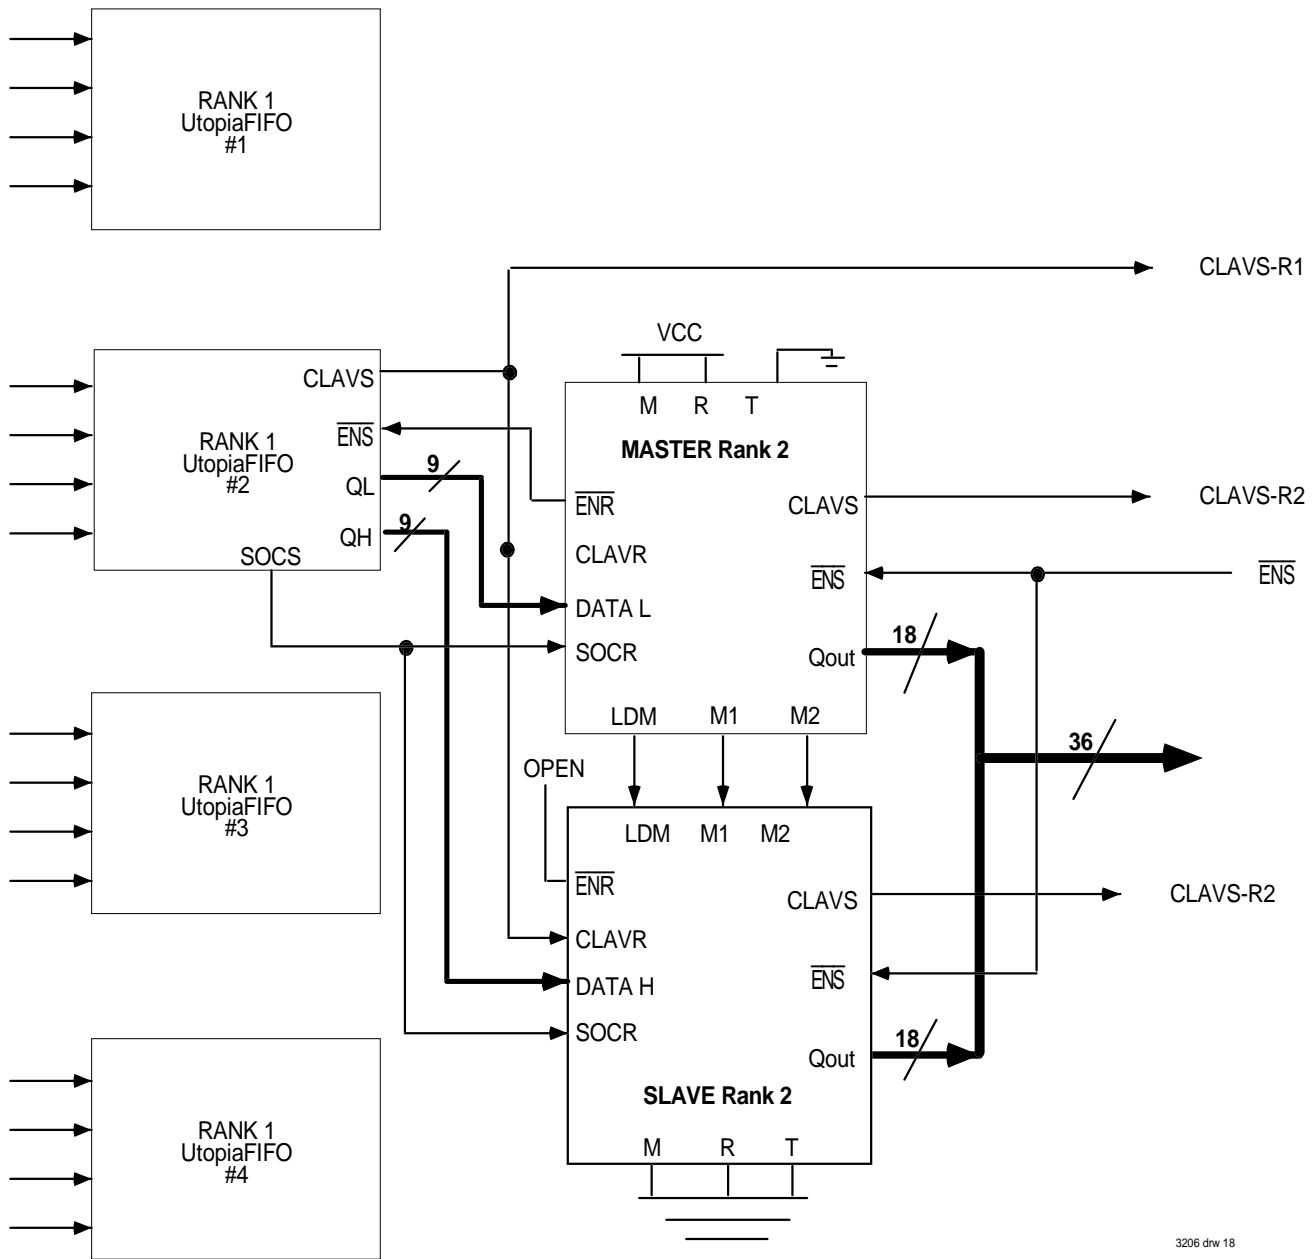 RANK 1
UtopiaFIFO
#1
CLAVS-R1
VCC
CLAVS
M R T
ENS
RANK 1
UtopiaFIFO
#2
MASTER Rank 2
9
QL
ENR
CLAVS
CLAVS-R2
9
QH
SOCS
CLAVR
ENS
ENS
DATA L
SOCR
18
Qout
LDM M1 M2
36
OPEN
RANK 1
UtopiaFIFO
#3
LDM M1 M2
ENR
CLAVS
CLAVS-R2
CLAVR
DATA H
ENS
SOCR
18
Qout
SLAVE Rank 2
RANK 1
UtopiaFIFO
#4
M R T
3206 drw 18